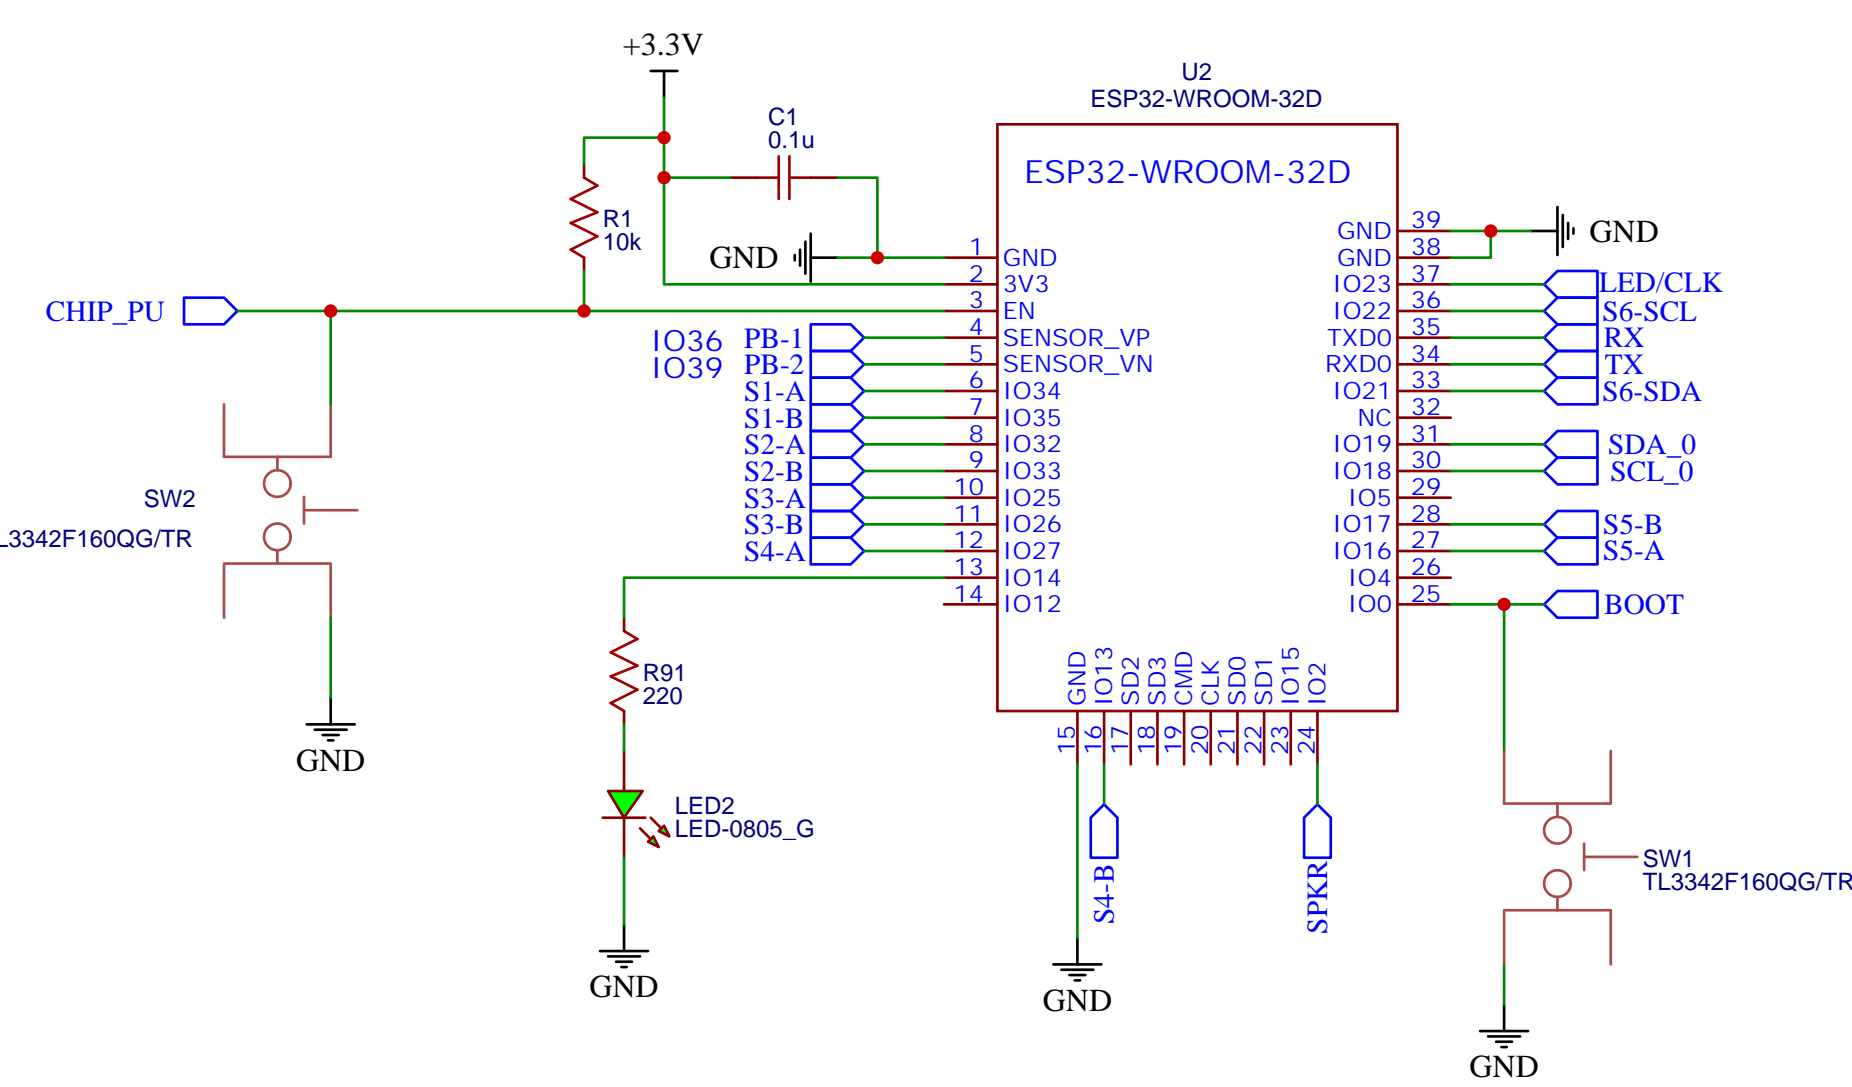 +3.3V
U2
ESP32-WROOM-32D
C1
0.1u
ESP32-WROOM-32D
R1
10k
GND
GND
CHIP_PU
1 GND
2 3V3
3 EN
4 SENSOR_VP
5 SENSOR_VN
6 IO34
7 IO35
8 IO32
9 IO33
10 IO25
11 IO26
12 IO27
13 IO14
14 IO12
IO36 PB-1
IO39 PB-2
S1-A
S1-B
S2-A
S2-B
S3-A
S3-B
S4-A
GND 39
GND 38
IO23 37 LED/CLK
IO22 36 S6-SCL
TXD0 35 RX
RXD0 34 TX
IO21 33 S6-SDA
NC 32
IO19 31 SDA_0
IO18 30 SCL_0
IO5 29
IO17 28 S5-B
IO16 27 S5-A
IO4 26
IO0 25 BOOT
GND 15
IO13 16
SD2 17
SD3 18
CMD 19
CLK 20
SD0 21
SD1 22
IO15 23
IO2 24
S4-B
SPKR
SW2
L3342F160QG/TR
GND
R91
220
LED2
LED-0805_G
GND
GND
SW1
TL3342F160QG/TR
GND